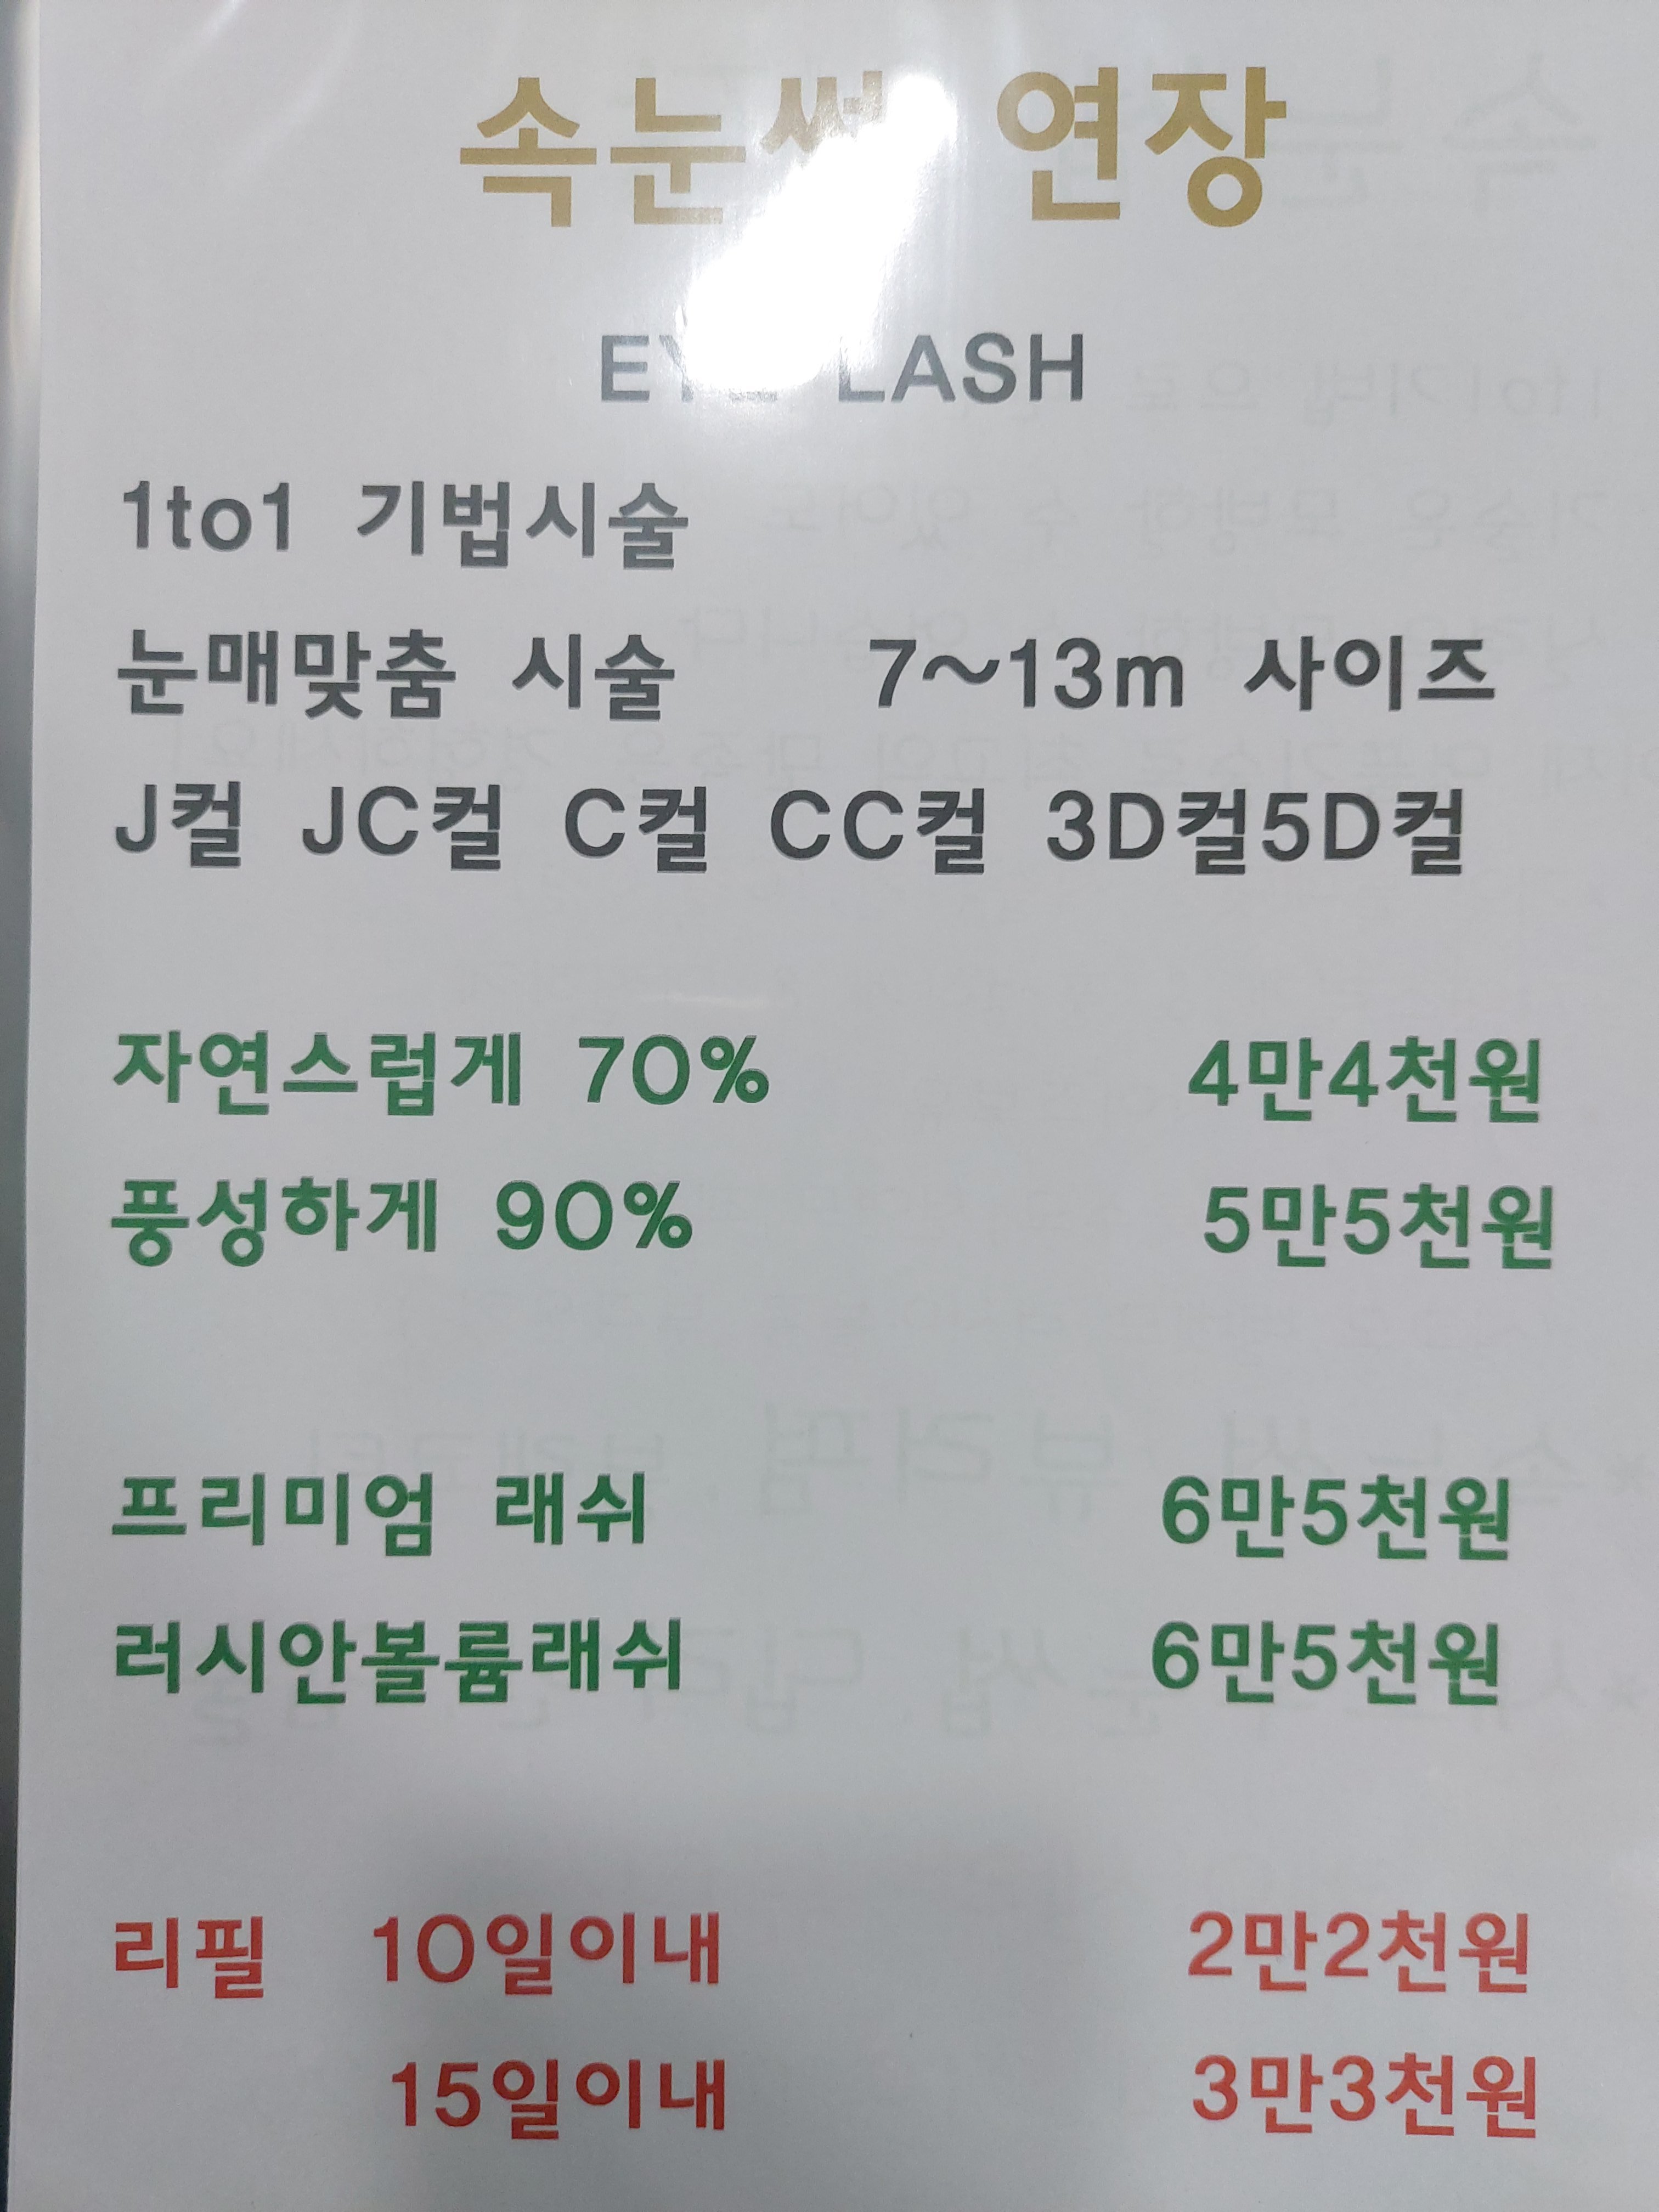 속눈썹 연장
EYE LASH
1to1 기법시술
눈매맞춤 시술 7~13m 사이즈
J컬 JC컬 C컬 CC컬 3D컬5D컬
자연스럽게 70% 4만4천원
풍성하게 90% 5만5천원
프리미엄 래쉬 6만5천원
러시안볼륨래쉬 6만5천원
리필 10일이내 2만2천원
15일이내 3만3천원